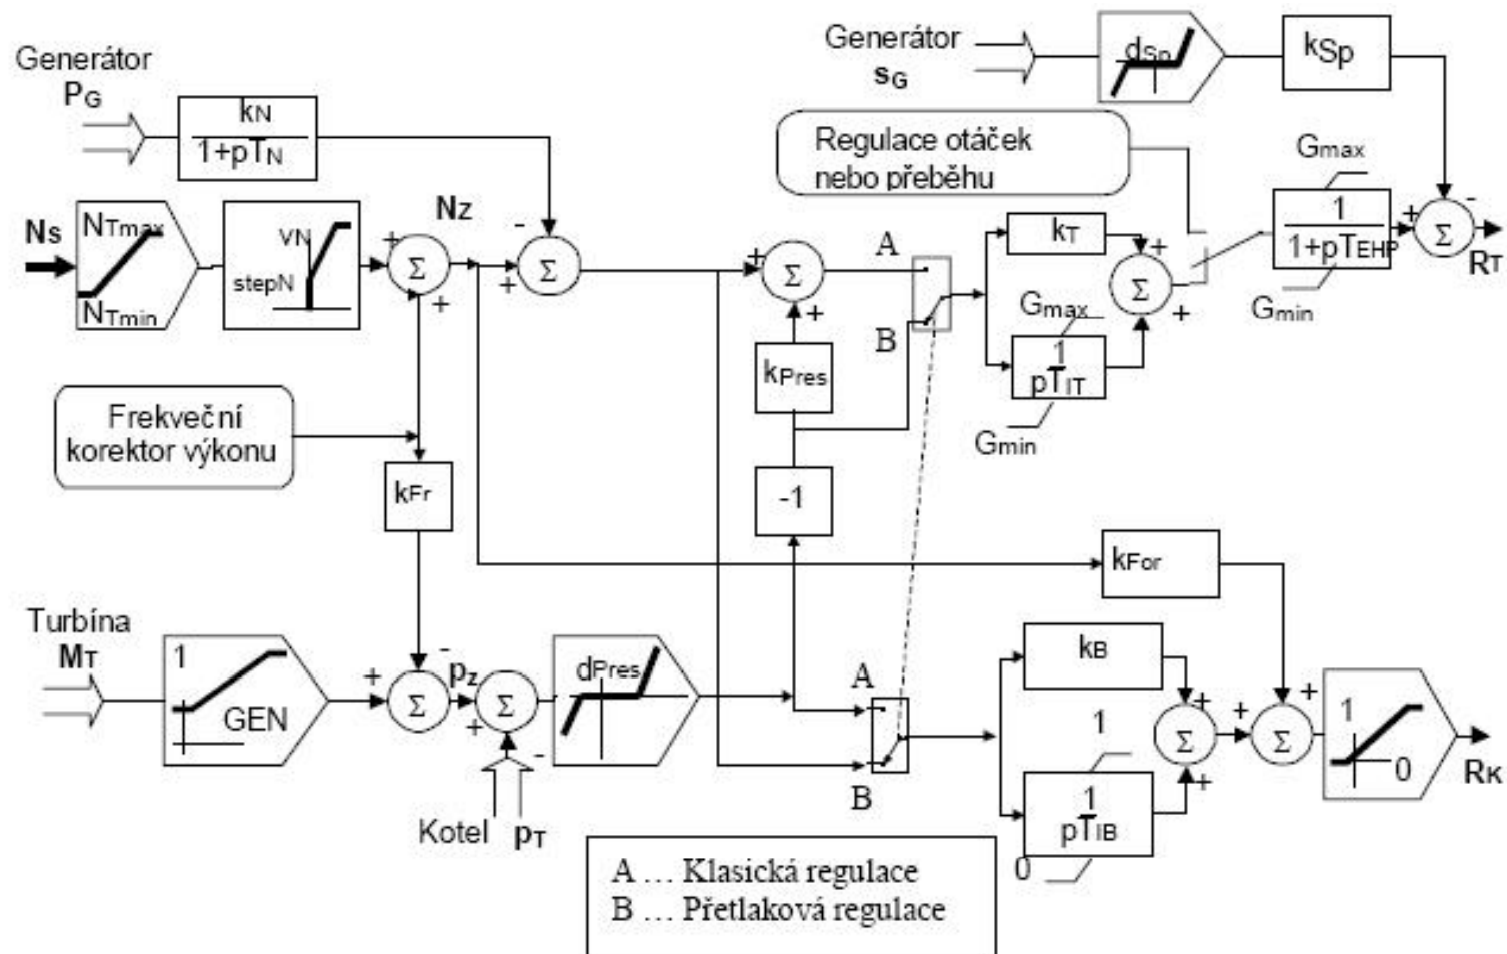 Generátor
PG
kN
1+pTN
Generátor
sG
dSp
kSp
Regulace otáček
nebo přeběhu
Gmax
1
1+pTEHP
Gmin
+
-
Σ
RT
Ns
NTmax
NTmin
vN
stepN
+
Σ
+
Nz
-
Σ
+
+
Σ
+
A
B
kT
Gmax
1
pTIT
Gmin
+
Σ
+
kPres
-1
Frekveční
korektor výkonu
kFr
kFor
Turbína
MT
1
GEN
+
-
Σ
pz
+
Σ
-
Kotel pT
dPres
A
B
kB
1
1
pTIB
0
+
Σ
+
+
+
Σ
1
0
RK
A … Klasická regulace
B … Přetlaková regulace